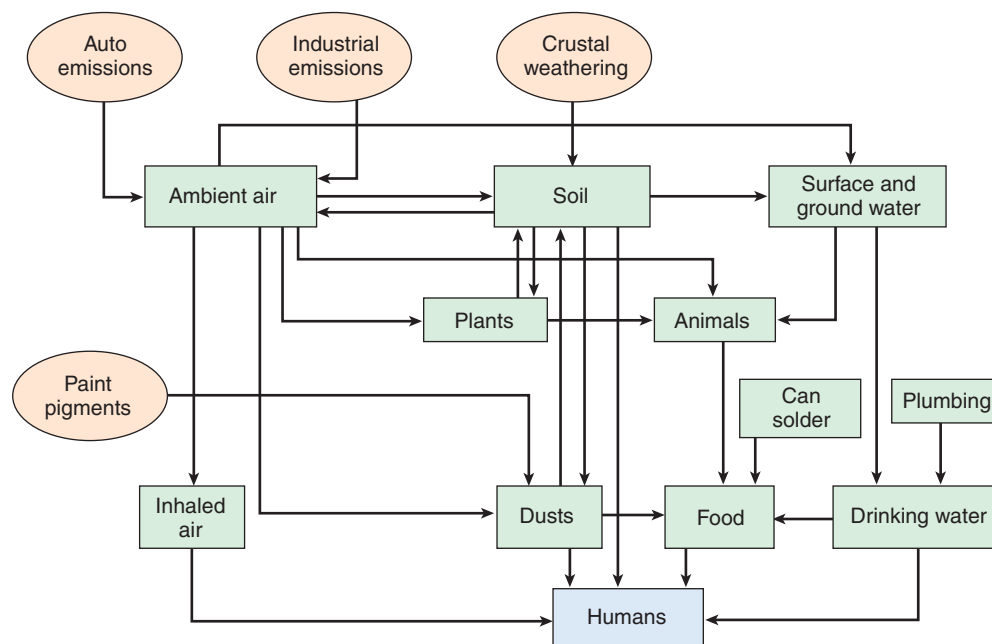 Auto
emissions
Industrial
emissions
Crustal
weathering
Ambient air
Soil
Surface and
ground water
Plants
Animals
Paint
pigments
Can
solder
Plumbing
Inhaled
air
Dusts
Food
Drinking water
Humans